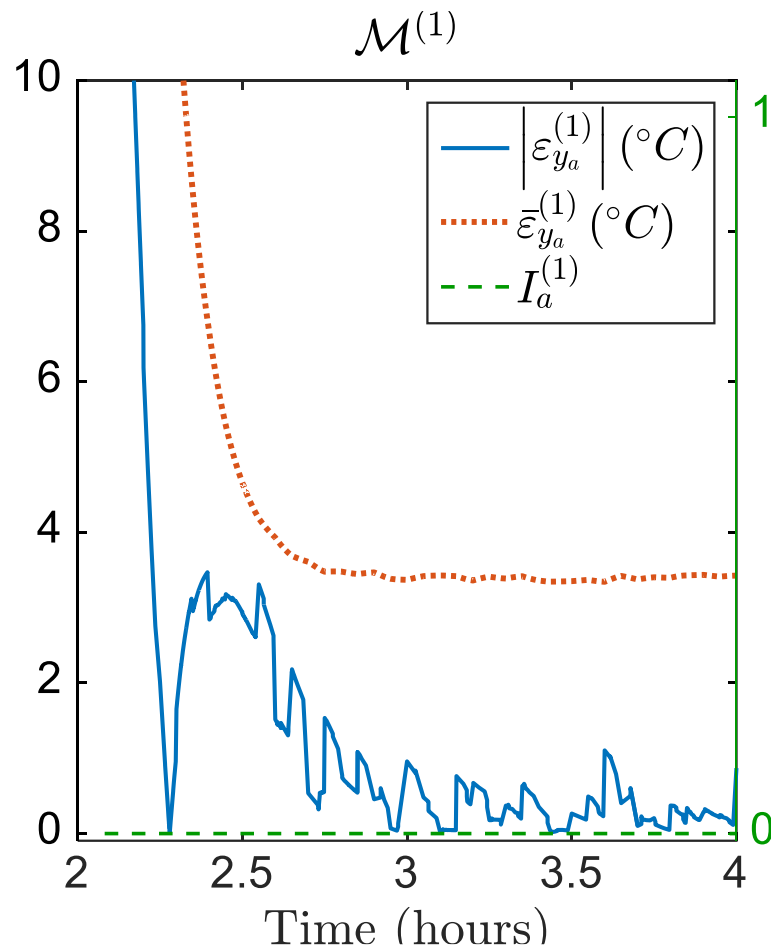 𝓜^{(1)}
10
8
6
4
2
0
1
0
|ε_{y_a}^{(1)}| (°C)
ε̄_{y_a}^{(1)} (°C)
I_a^{(1)}
2 2.5 3 3.5 4
Time (hours)